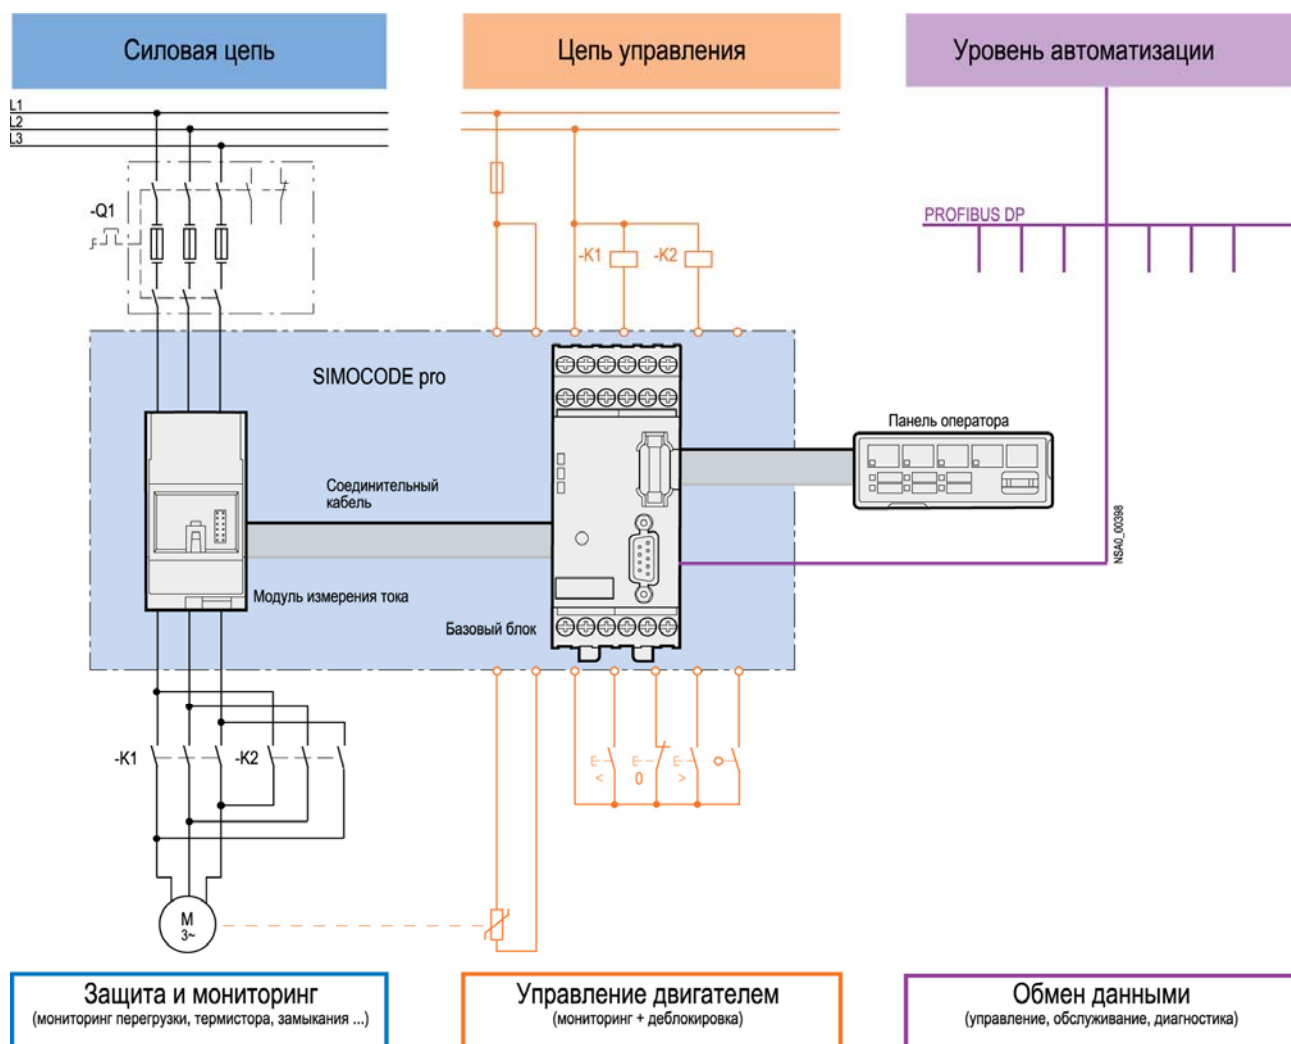 Силовая цепь
Цепь управления
Уровень автоматизации
L1
L2
L3
-Q1
-K1
-K2
PROFIBUS DP
SIMOCODE pro
Панель оператора
Соединительный
кабель
NSA0_00398
Модуль измерения тока
Базовый блок
-K1
-K2
<
0
>
M
3~
Защита и мониторинг
(мониторинг перегрузки, термистора, замыкания ...)
Управление двигателем
(мониторинг + деблокировка)
Обмен данными
(управление, обслуживание, диагностика)